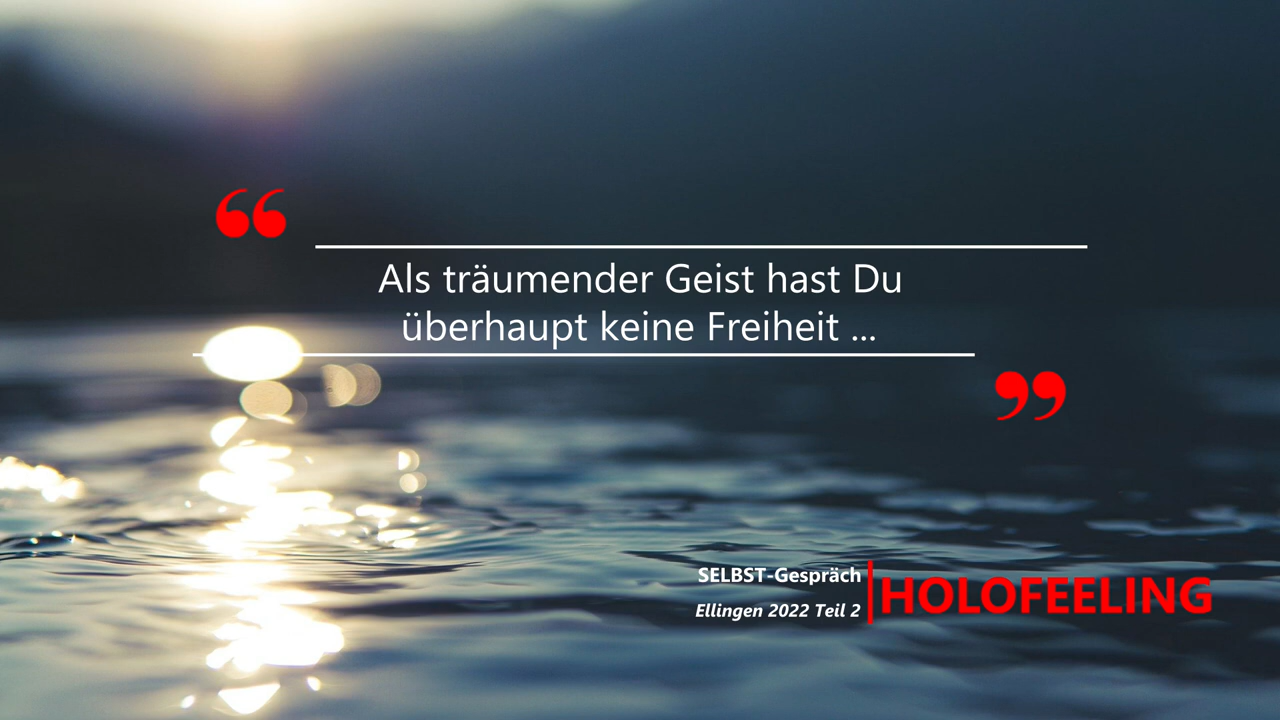 “
Als träumender Geist hast Du
überhaupt keine Freiheit ...
”
SELBST-Gespräch
Ellingen 2022 Teil 2
HOLOFEELING